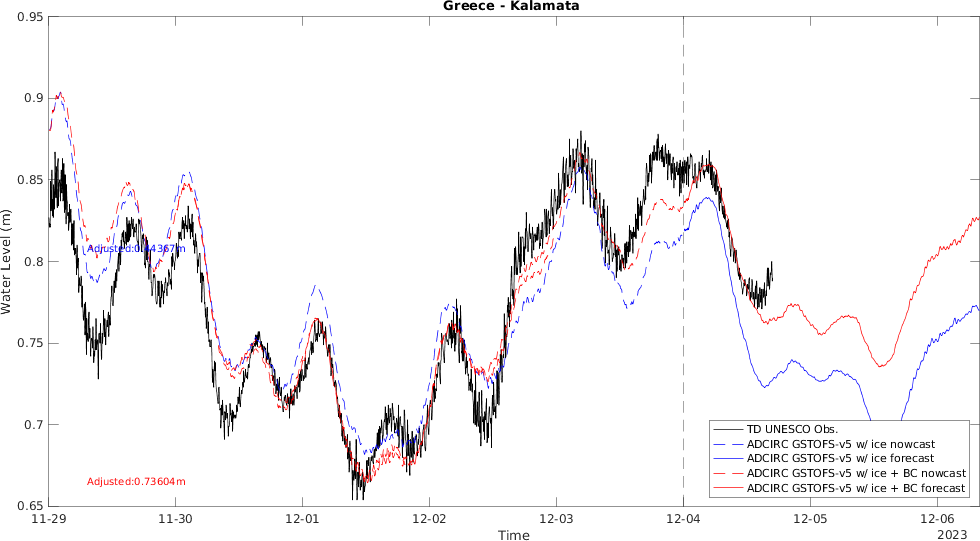 Greece - Kalamata
Water Level (m)
0.95
0.9
0.85
0.8
0.75
0.7
0.65
Adjusted:0.73604m
TD UNESCO Obs.
ADCIRC GSTOFS-v5 w/ ice nowcast
ADCIRC GSTOFS-v5 w/ ice forecast
ADCIRC GSTOFS-v5 w/ ice + BC nowcast
ADCIRC GSTOFS-v5 w/ ice + BC forecast
11-29 11-30 12-01 12-02 12-03 12-04 12-05 12-06
Time
2023